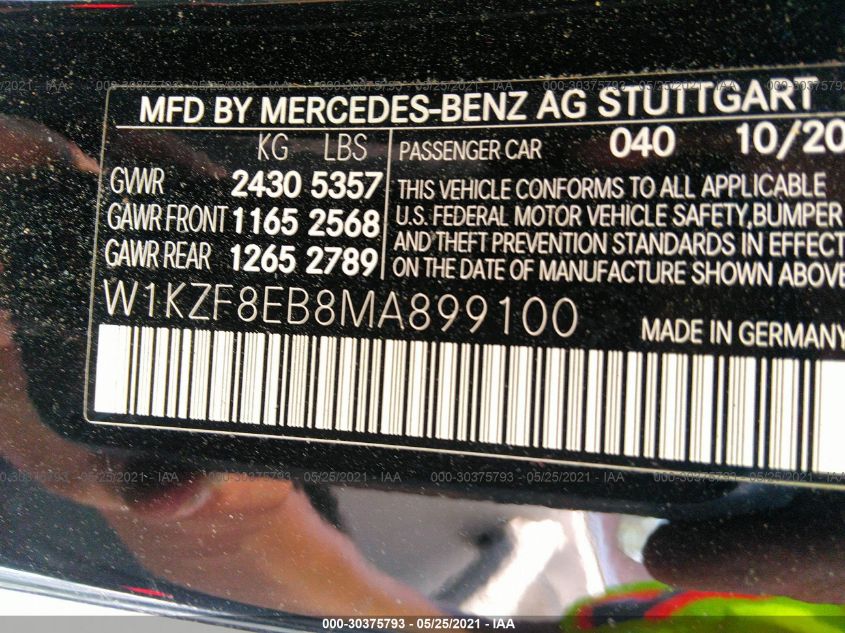 MFD BY MERCEDES-BENZ AG STUTTGART
KG LBS
GVWR 2430 5357
GAWR FRONT 1165 2568
GAWR REAR 1265 2789
PASSENGER CAR 040 10/20
THIS VEHICLE CONFORMS TO ALL APPLICABLE
U.S. FEDERAL MOTOR VEHICLE SAFETY,BUMPER
AND THEFT PREVENTION STANDARDS IN EFFECT
ON THE DATE OF MANUFACTURE SHOWN ABOVE
W1KZF8EB8MA899100
MADE IN GERMANY
000-30375793 - 05/25/2021 - IAA